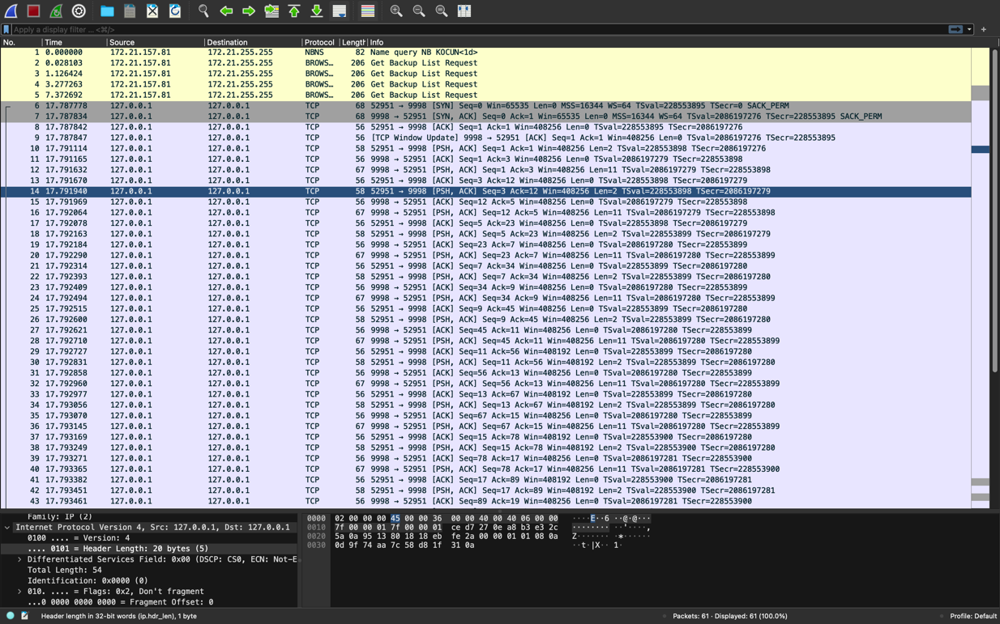 Apply a display filter ... <⌘/>
No. Time Source Destination Protocol Length Info
1 0.000000 172.21.157.81 172.21.255.255 NBNS 82 Name query NB KOCUN<1d>
2 0.028103 172.21.157.81 172.21.255.255 BROWS… 206 Get Backup List Request
3 1.126424 172.21.157.81 172.21.255.255 BROWS… 206 Get Backup List Request
4 3.277263 172.21.157.81 172.21.255.255 BROWS… 206 Get Backup List Request
5 7.372692 172.21.157.81 172.21.255.255 BROWS… 206 Get Backup List Request
6 17.787778 127.0.0.1 127.0.0.1 TCP 68 52951 → 9998 [SYN] Seq=0 Win=65535 Len=0 MSS=16344 WS=64 TSval=228553895 TSecr=0 SACK_PERM
7 17.787834 127.0.0.1 127.0.0.1 TCP 68 9998 → 52951 [SYN, ACK] Seq=0 Ack=1 Win=65535 Len=0 MSS=16344 WS=64 TSval=2086197276 TSecr=228553895 SACK_PERM
8 17.787842 127.0.0.1 127.0.0.1 TCP 56 52951 → 9998 [ACK] Seq=1 Ack=1 Win=408256 Len=0 TSval=228553895 TSecr=2086197276
9 17.787847 127.0.0.1 127.0.0.1 TCP 56 [TCP Window Update] 9998 → 52951 [ACK] Seq=1 Ack=1 Win=408256 Len=0 TSval=2086197276 TSecr=228553895
10 17.791114 127.0.0.1 127.0.0.1 TCP 58 52951 → 9998 [PSH, ACK] Seq=1 Ack=1 Win=408256 Len=2 TSval=228553898 TSecr=2086197276
11 17.791165 127.0.0.1 127.0.0.1 TCP 56 9998 → 52951 [ACK] Seq=1 Ack=3 Win=408256 Len=0 TSval=2086197279 TSecr=228553898
12 17.791632 127.0.0.1 127.0.0.1 TCP 67 9998 → 52951 [PSH, ACK] Seq=1 Ack=3 Win=408256 Len=11 TSval=2086197279 TSecr=228553898
13 17.791670 127.0.0.1 127.0.0.1 TCP 56 52951 → 9998 [ACK] Seq=3 Ack=12 Win=408256 Len=0 TSval=228553898 TSecr=2086197279
14 17.791940 127.0.0.1 127.0.0.1 TCP 58 52951 → 9998 [PSH, ACK] Seq=3 Ack=12 Win=408256 Len=2 TSval=228553898 TSecr=2086197279
15 17.791969 127.0.0.1 127.0.0.1 TCP 56 9998 → 52951 [ACK] Seq=12 Ack=5 Win=408256 Len=0 TSval=2086197279 TSecr=228553898
16 17.792064 127.0.0.1 127.0.0.1 TCP 67 9998 → 52951 [PSH, ACK] Seq=12 Ack=5 Win=408256 Len=11 TSval=2086197279 TSecr=228553898
17 17.792078 127.0.0.1 127.0.0.1 TCP 56 52951 → 9998 [ACK] Seq=5 Ack=23 Win=408256 Len=0 TSval=228553898 TSecr=2086197279
18 17.792163 127.0.0.1 127.0.0.1 TCP 58 52951 → 9998 [PSH, ACK] Seq=5 Ack=23 Win=408256 Len=2 TSval=228553899 TSecr=2086197279
19 17.792184 127.0.0.1 127.0.0.1 TCP 56 9998 → 52951 [ACK] Seq=23 Ack=7 Win=408256 Len=0 TSval=2086197280 TSecr=228553899
20 17.792290 127.0.0.1 127.0.0.1 TCP 67 9998 → 52951 [PSH, ACK] Seq=23 Ack=7 Win=408256 Len=11 TSval=2086197280 TSecr=228553899
21 17.792314 127.0.0.1 127.0.0.1 TCP 56 52951 → 9998 [ACK] Seq=7 Ack=34 Win=408256 Len=0 TSval=228553899 TSecr=2086197280
22 17.792393 127.0.0.1 127.0.0.1 TCP 58 52951 → 9998 [PSH, ACK] Seq=7 Ack=34 Win=408256 Len=2 TSval=228553899 TSecr=2086197280
23 17.792409 127.0.0.1 127.0.0.1 TCP 56 9998 → 52951 [ACK] Seq=34 Ack=9 Win=408256 Len=0 TSval=2086197280 TSecr=228553899
24 17.792494 127.0.0.1 127.0.0.1 TCP 67 9998 → 52951 [PSH, ACK] Seq=34 Ack=9 Win=408256 Len=11 TSval=2086197280 TSecr=228553899
25 17.792515 127.0.0.1 127.0.0.1 TCP 56 52951 → 9998 [ACK] Seq=9 Ack=45 Win=408256 Len=0 TSval=228553899 TSecr=2086197280
26 17.792600 127.0.0.1 127.0.0.1 TCP 58 52951 → 9998 [PSH, ACK] Seq=9 Ack=45 Win=408256 Len=2 TSval=228553899 TSecr=2086197280
27 17.792621 127.0.0.1 127.0.0.1 TCP 56 9998 → 52951 [ACK] Seq=45 Ack=11 Win=408256 Len=0 TSval=2086197280 TSecr=228553899
28 17.792710 127.0.0.1 127.0.0.1 TCP 67 9998 → 52951 [PSH, ACK] Seq=45 Ack=11 Win=408256 Len=11 TSval=2086197280 TSecr=228553899
29 17.792727 127.0.0.1 127.0.0.1 TCP 56 52951 → 9998 [ACK] Seq=11 Ack=56 Win=408192 Len=0 TSval=228553899 TSecr=2086197280
30 17.792831 127.0.0.1 127.0.0.1 TCP 58 52951 → 9998 [PSH, ACK] Seq=11 Ack=56 Win=408192 Len=2 TSval=228553899 TSecr=2086197280
31 17.792858 127.0.0.1 127.0.0.1 TCP 56 9998 → 52951 [ACK] Seq=56 Ack=13 Win=408256 Len=0 TSval=2086197280 TSecr=228553899
32 17.792960 127.0.0.1 127.0.0.1 TCP 67 9998 → 52951 [PSH, ACK] Seq=56 Ack=13 Win=408256 Len=11 TSval=2086197280 TSecr=228553899
33 17.792977 127.0.0.1 127.0.0.1 TCP 56 52951 → 9998 [ACK] Seq=13 Ack=67 Win=408192 Len=0 TSval=228553899 TSecr=2086197280
34 17.793056 127.0.0.1 127.0.0.1 TCP 58 52951 → 9998 [PSH, ACK] Seq=13 Ack=67 Win=408192 Len=2 TSval=228553899 TSecr=2086197280
35 17.793070 127.0.0.1 127.0.0.1 TCP 56 9998 → 52951 [ACK] Seq=67 Ack=15 Win=408256 Len=0 TSval=2086197280 TSecr=228553899
36 17.793145 127.0.0.1 127.0.0.1 TCP 67 9998 → 52951 [PSH, ACK] Seq=67 Ack=15 Win=408256 Len=11 TSval=2086197280 TSecr=228553899
37 17.793169 127.0.0.1 127.0.0.1 TCP 56 52951 → 9998 [ACK] Seq=15 Ack=78 Win=408192 Len=0 TSval=228553900 TSecr=2086197280
38 17.793249 127.0.0.1 127.0.0.1 TCP 58 52951 → 9998 [PSH, ACK] Seq=15 Ack=78 Win=408192 Len=2 TSval=228553900 TSecr=2086197280
39 17.793271 127.0.0.1 127.0.0.1 TCP 56 9998 → 52951 [ACK] Seq=78 Ack=17 Win=408256 Len=0 TSval=2086197281 TSecr=228553900
40 17.793365 127.0.0.1 127.0.0.1 TCP 67 9998 → 52951 [PSH, ACK] Seq=78 Ack=17 Win=408256 Len=11 TSval=2086197281 TSecr=228553900
41 17.793382 127.0.0.1 127.0.0.1 TCP 56 52951 → 9998 [ACK] Seq=17 Ack=89 Win=408192 Len=0 TSval=228553900 TSecr=2086197281
42 17.793451 127.0.0.1 127.0.0.1 TCP 58 52951 → 9998 [PSH, ACK] Seq=17 Ack=89 Win=408192 Len=2 TSval=228553900 TSecr=2086197281
43 17.793461 127.0.0.1 127.0.0.1 TCP 56 9998 → 52951 [ACK] Seq=89 Ack=19 Win=408256 Len=0 TSval=2086197281 TSecr=228553900
Family: IP (2)
Internet Protocol Version 4, Src: 127.0.0.1, Dst: 127.0.0.1
0100 .... = Version: 4
.... 0101 = Header Length: 20 bytes (5)
Differentiated Services Field: 0x00 (DSCP: CS0, ECN: Not-E
Total Length: 54
Identification: 0x0000 (0)
010. .... = Flags: 0x2, Don't fragment
...0 0000 0000 0000 = Fragment Offset: 0
0000 02 00 00 00 45 00 00 36 00 00 40 00 40 06 00 00 ····E··6 ··@·@···
0010 7f 00 00 01 7f 00 00 01 ce d7 27 0e a8 b3 e3 2c ········ ··'····,
0020 5a 0a 95 13 80 18 18 eb fe 2a 00 00 01 01 08 0a Z······· ·*······
0030 0d 9f 74 aa 7c 58 d8 1f 31 0a ··t·|X·· 1·
Header length in 32-bit words (ip.hdr_len), 1 byte
Packets: 61 · Displayed: 61 (100.0%)
Profile: Default